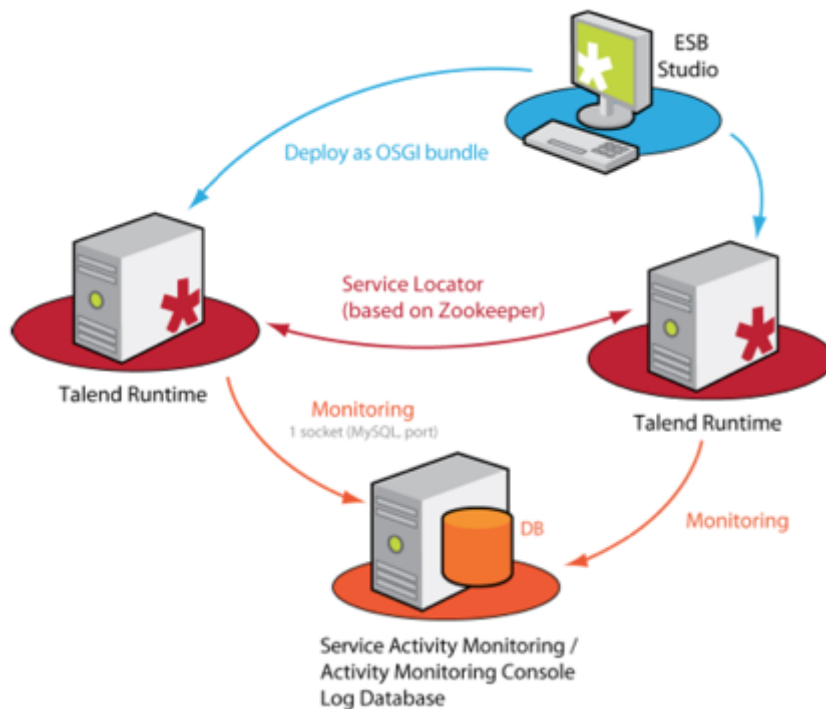 ESB
Studio
Deploy as OSGI bundle
Service Locator
(based on Zookeeper)
Talend Runtime
Talend Runtime
Monitoring
1 socket (MySQL, port)
DB
Monitoring
Service Activity Monitoring /
Activity Monitoring Console
Log Database